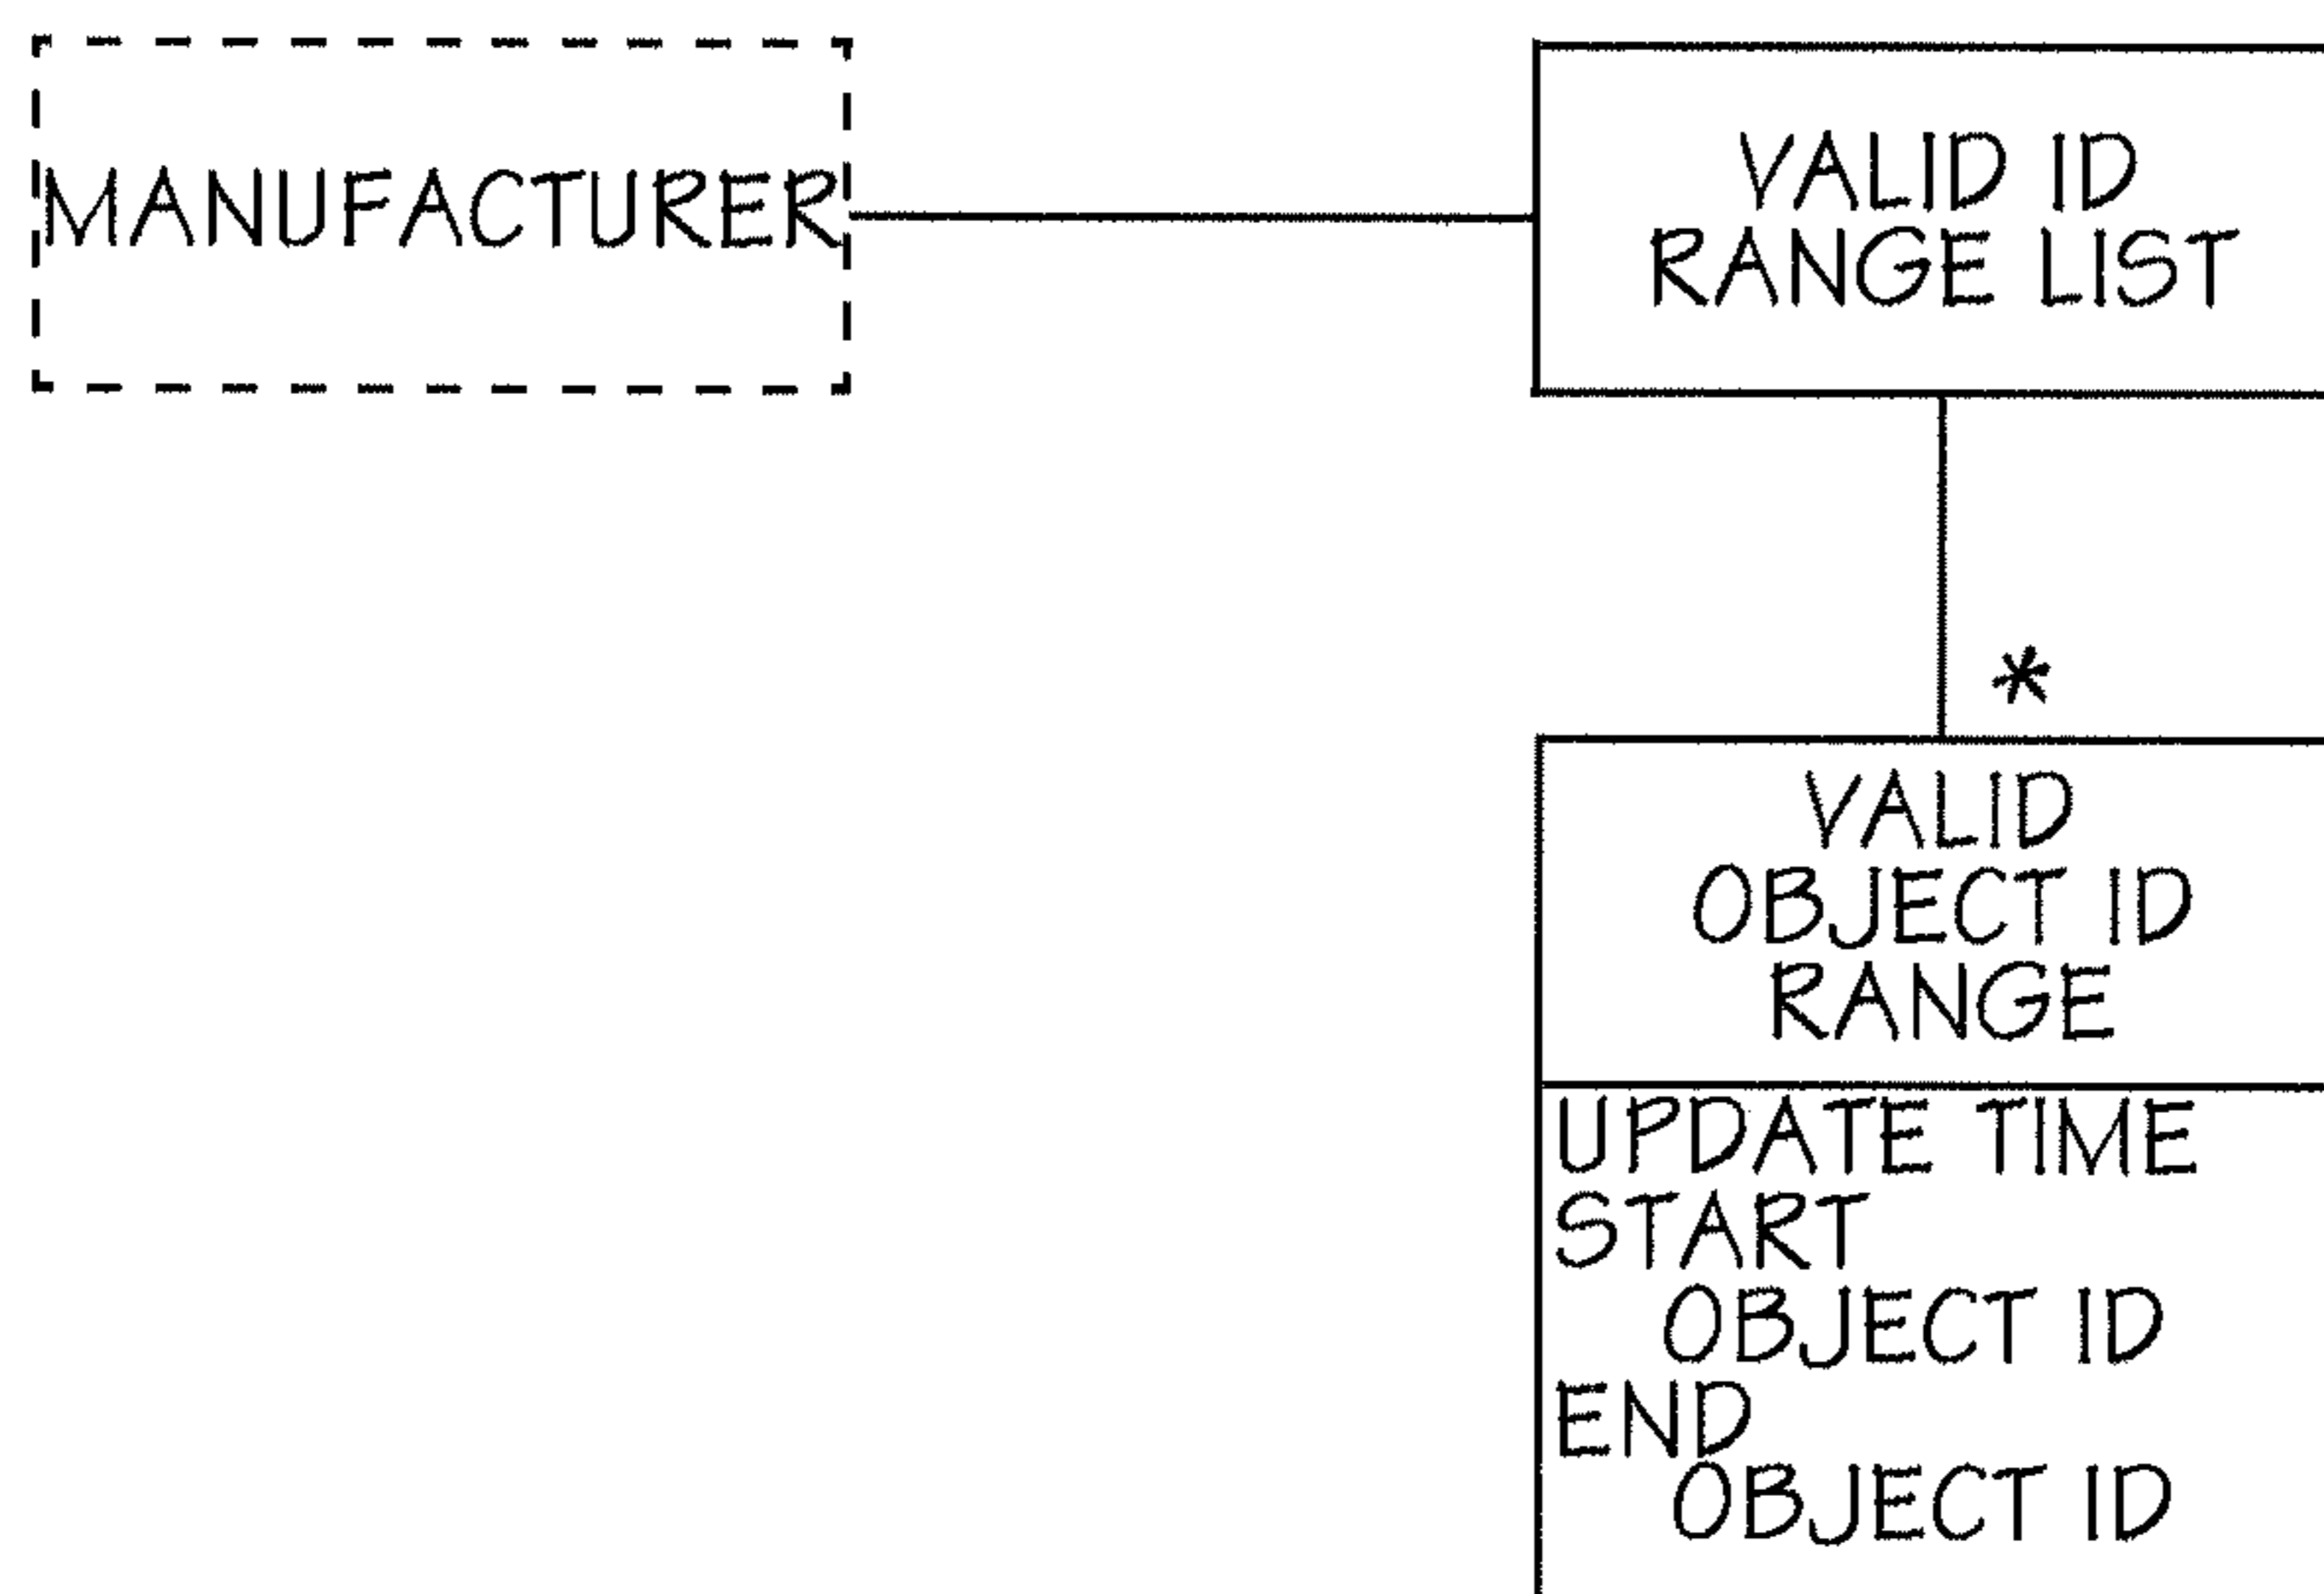 MANUFACTURER
VALID ID
RANGE LIST
*
VALID
OBJECT ID
RANGE
UPDATE TIME
START
OBJECT ID
END
OBJECT ID